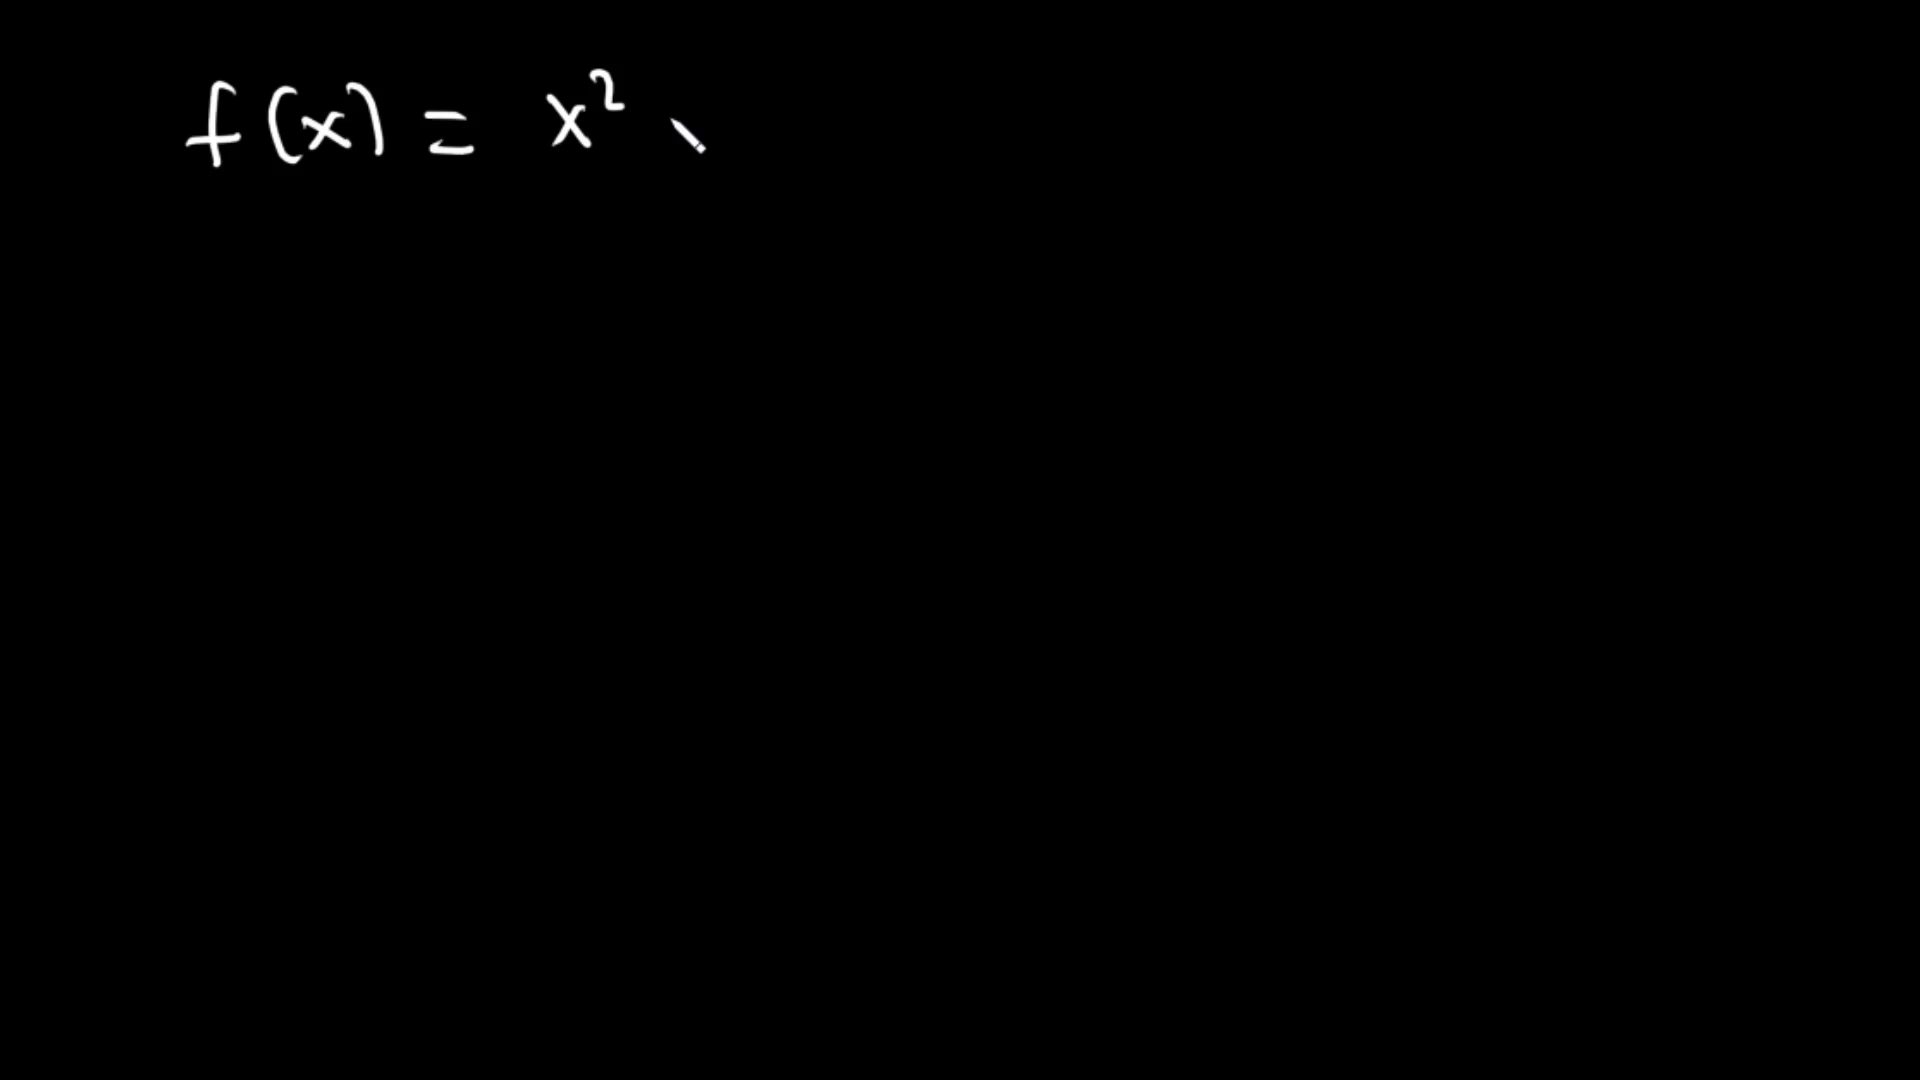 f(x) = x²